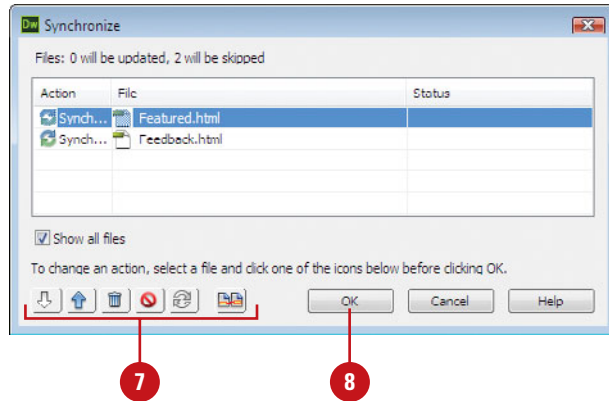 Dw Synchronize
Files: 0 will be updated, 2 will be skipped
Action File Status
Synch... Featured.html
Synch... Feedback.html
Show all files
To change an action, select a file and click one of the icons below before clicking OK.
OK Cancel Help
7 8